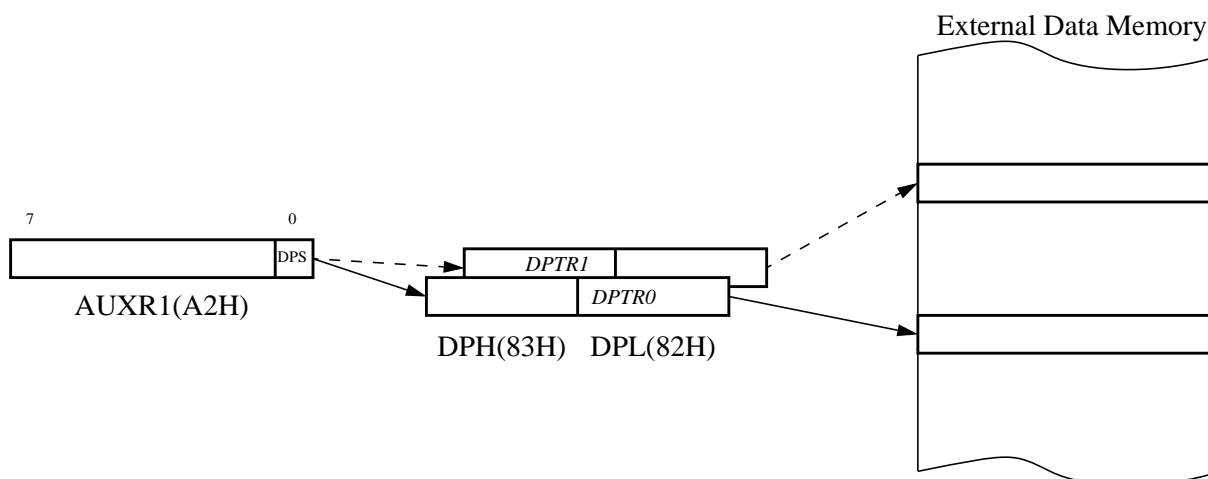 External Data Memory
7 0
DPS
DPTR1
DPTR0
AUXR1(A2H)
DPH(83H) DPL(82H)